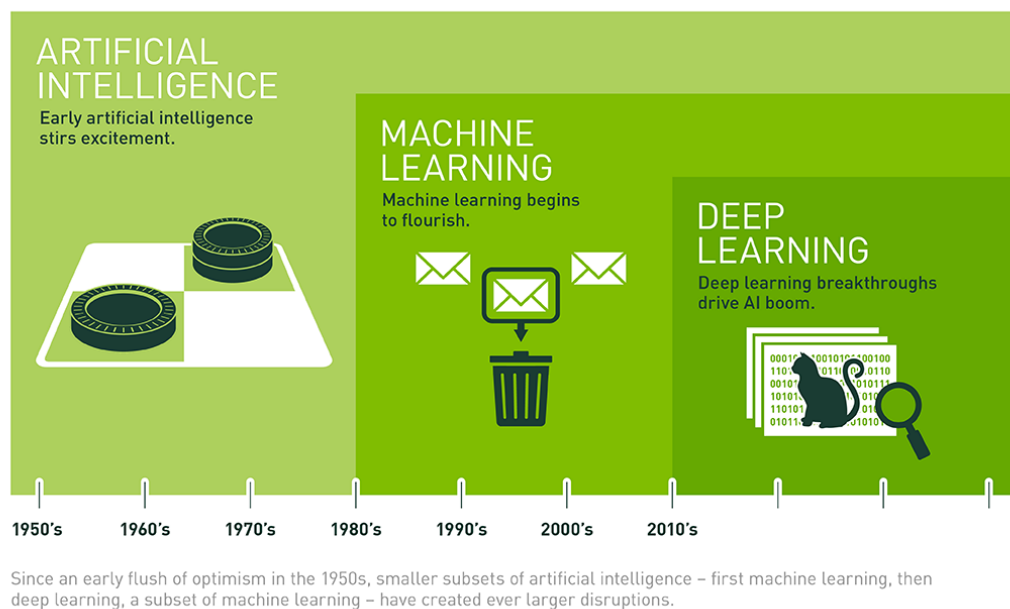 ARTIFICIAL
INTELLIGENCE
Early artificial intelligence
stirs excitement.
MACHINE
LEARNING
Machine learning begins
to flourish.
DEEP
LEARNING
Deep learning breakthroughs
drive AI boom.
1950's 1960's 1970's 1980's 1990's 2000's 2010's
Since an early flush of optimism in the 1950s, smaller subsets of artificial intelligence – first machine learning, then
deep learning, a subset of machine learning – have created ever larger disruptions.